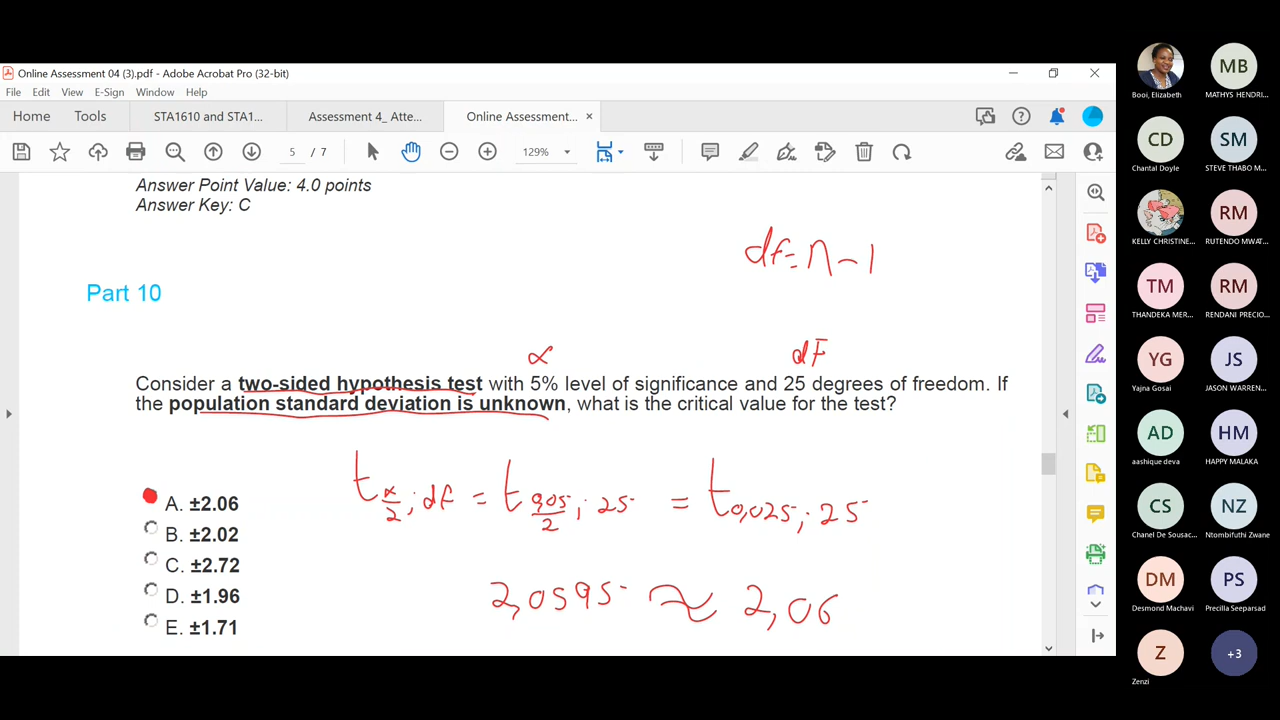 Online Assessment 04 (3).pdf - Adobe Acrobat Pro (32-bit)
File Edit View E-Sign Window Help
Home Tools STA1610 and STA1... Assessment 4_ Atte... Online Assessment... ×
5 / 7 129%
Answer Point Value: 4.0 points
Answer Key: C
df = n - 1
Part 10
α dF
Consider a two-sided hypothesis test with 5% level of significance and 25 degrees of freedom. If
the population standard deviation is unknown, what is the critical value for the test?
t α/2 ; df = t 0,05/2 ; 25 = t 0,025 ; 25
A. ±2.06
B. ±2.02
C. ±2.72
D. ±1.96
E. ±1.71
2,0595 ≈ 2,06
Booi, Elizabeth
MB
MATHYS HENDRI...
CD
Chantal Doyle
SM
STEVE THABO M...
KELLY CHRISTINE...
RM
RUTENDO MWAT...
TM
THANDEKA MER...
RM
RENDANI PRECIO...
YG
Yajna Gosai
JS
JASON WARREN...
AD
aashique deva
HM
HAPPY MALAKA
CS
Chanel De Sousac...
NZ
Ntombifuthi Zwane
DM
Desmond Machavi
PS
Precilla Seeparsad
Z
Zenzi
+3